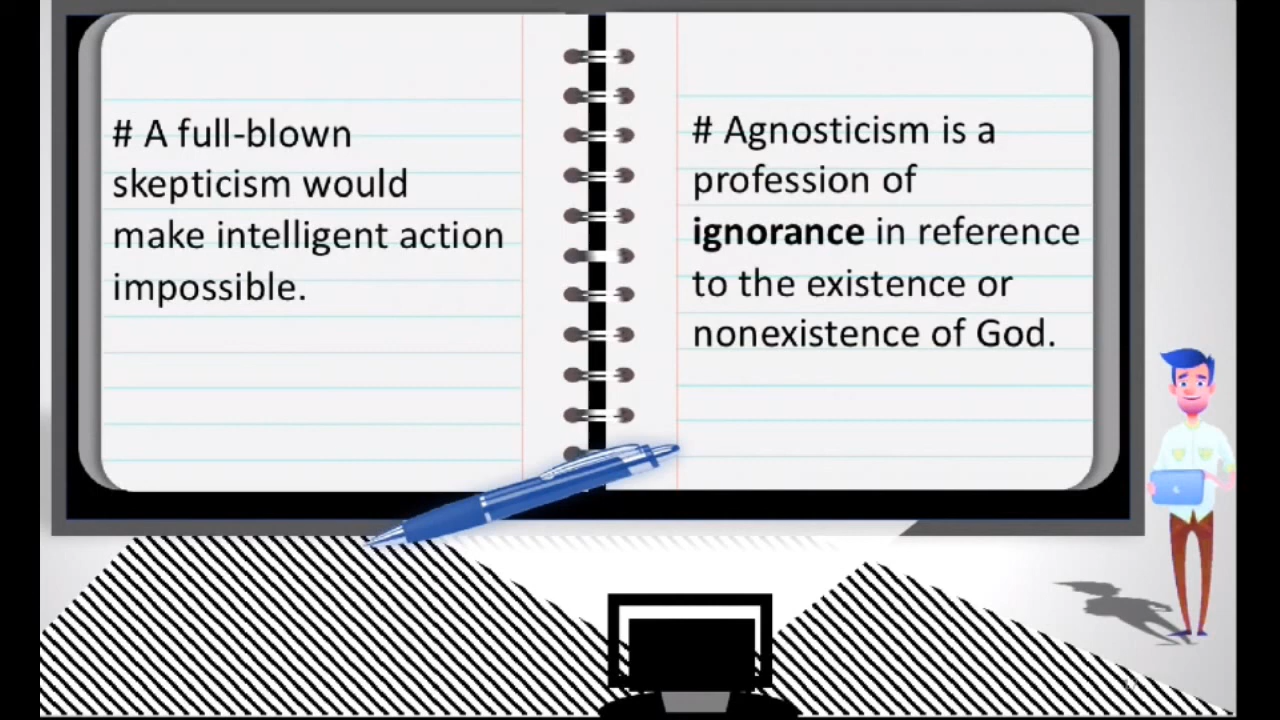 # A full-blown
skepticism would
make intelligent action
impossible.
# Agnosticism is a
profession of
ignorance in reference
to the existence or
nonexistence of God.